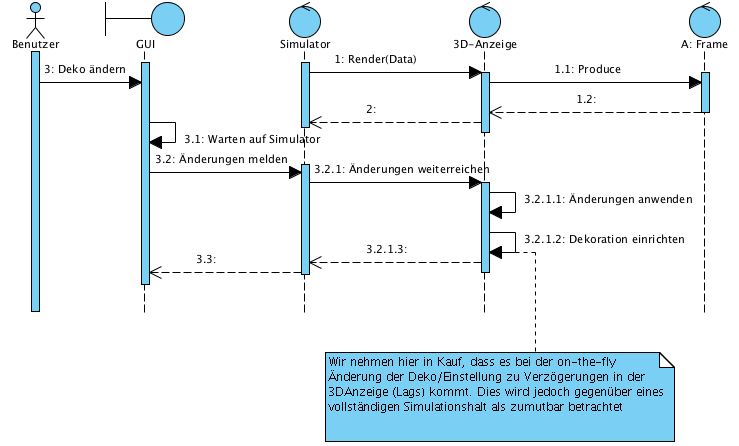 Benutzer
GUI
Simulator
3D-Anzeige
A: Frame
1: Render(Data)
3: Deko ändern
1.1: Produce
1.2:
2:
3.1: Warten auf Simulator
3.2: Änderungen melden
3.2.1: Änderungen weiterreichen
3.2.1.1: Änderungen anwenden
3.2.1.2: Dekoration einrichten
3.2.1.3:
3.3:
Wir nehmen hier in Kauf, dass es bei der on-the-fly
Änderung der Deko/Einstellung zu Verzögerungen in der
3DAnzeige (Lags) kommt. Dies wird jedoch gegenüber eines
vollständigen Simulationshalt als zumutbar betrachtet